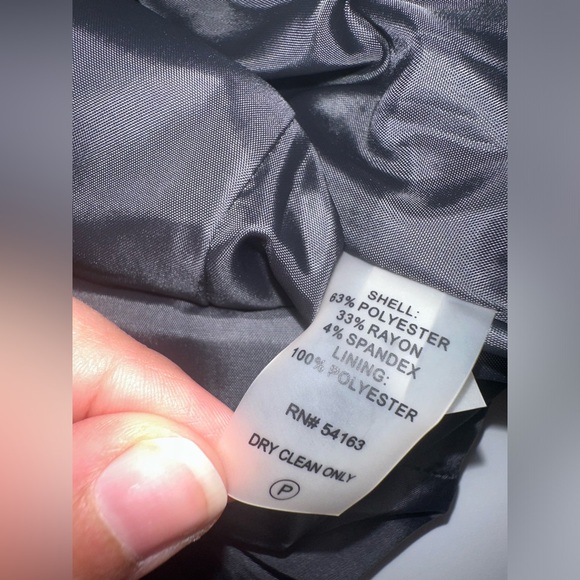 SHELL:
63% POLYESTER
33% RAYON
4% SPANDEX
LINING:
100% POLYESTER
RN# 54163
DRY CLEAN ONLY
P